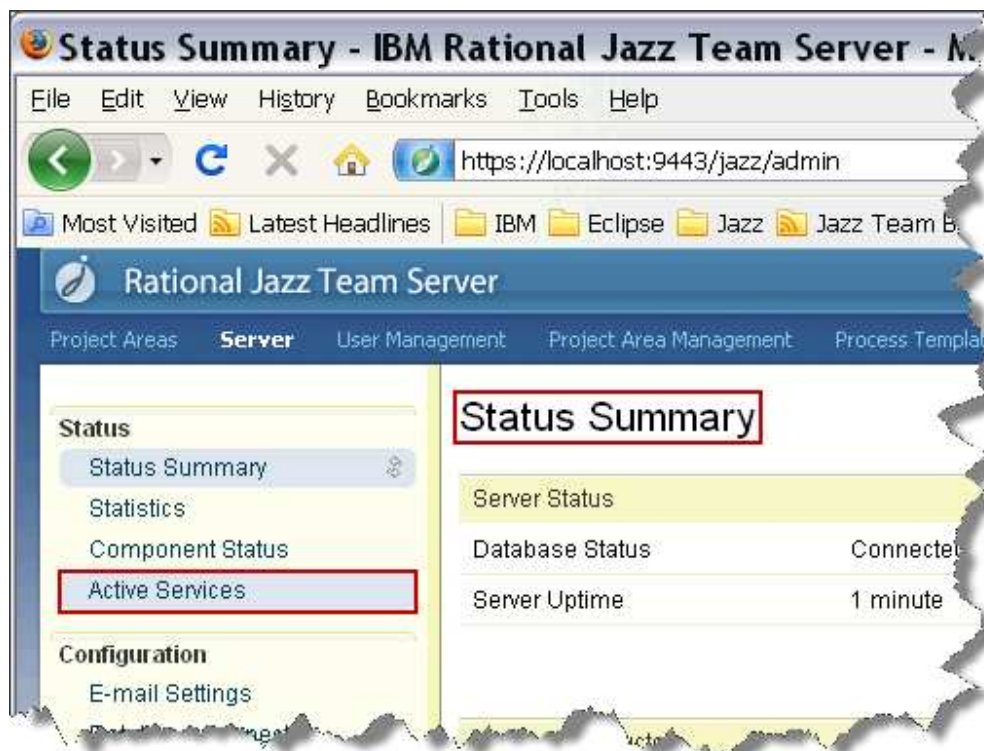 Status Summary - IBM Rational Jazz Team Server -
File Edit View History Bookmarks Tools Help
https://localhost:9443/jazz/admin
Most Visited Latest Headlines IBM Eclipse Jazz Jazz Team
Rational Jazz Team Server
Project Areas Server User Management Project Area Management Process
Status
Status Summary
Statistics
Component Status
Active Services
Configuration
E-mail Settings
Status Summary
Server Status
Database Status
Server Uptime 1 minute